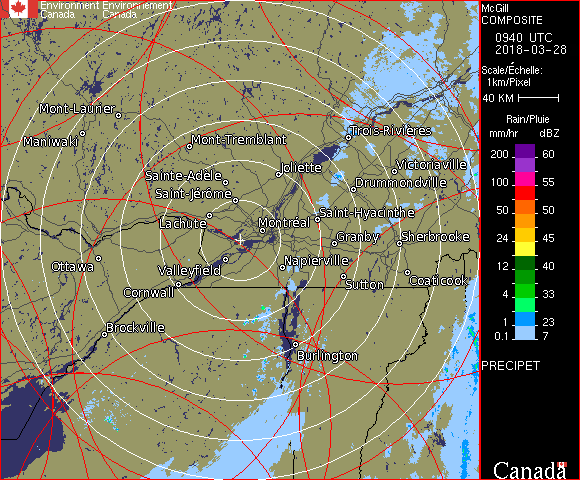 Environment Environnement
Canada Canada
McGill
COMPOSITE
0940 UTC
2018-03-28
Scale/Échelle:
1km/Pixel
40 KM
Rain/Pluie
mm/hr dBZ
200 60
57
100 55
50 50
24 45
12 40
4 33
1 23
0.1 7
PRECIPET
Canada
Mont-Laurier
Maniwaki
Mont-Tremblant
Trois-Rivières
Sainte-Adèle
Joliette
Victoriaville
Saint-Jérôme
Drummondville
Lachute
Montréal
Saint-Hyacinthe
Granby
Sherbrooke
Ottawa
Valleyfield
Napierville
Cornwall
Sutton
Coaticook
Brockville
Burlington